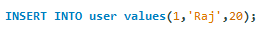 INSERT INTO user values(1,'Raj',20);